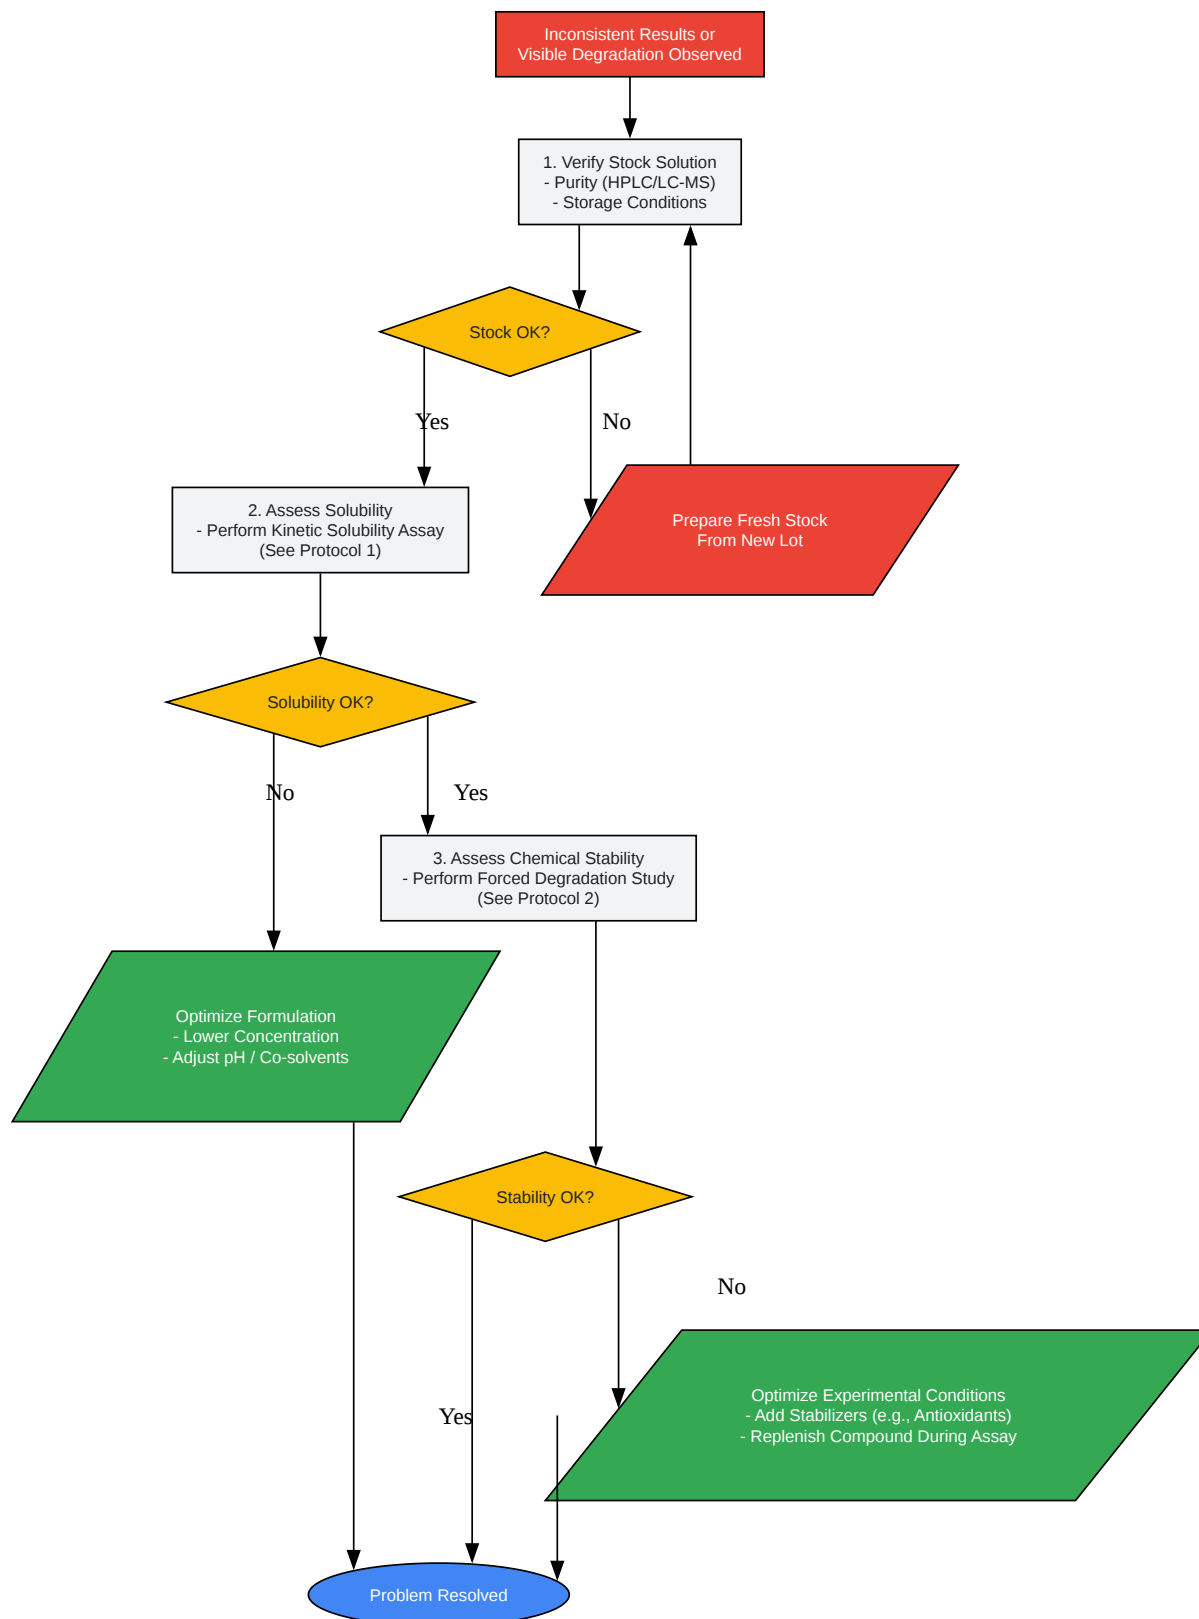 Inconsistent Results or
Visible Degradation Observed
1. Verify Stock Solution
- Purity (HPLC/LC-MS)
- Storage Conditions
Stock OK?
Yes
No
2. Assess Solubility
- Perform Kinetic Solubility Assay
(See Protocol 1)
Prepare Fresh Stock
From New Lot
Solubility OK?
No
Yes
3. Assess Chemical Stability
- Perform Forced Degradation Study
(See Protocol 2)
Optimize Formulation
- Lower Concentration
- Adjust pH / Co-solvents
Stability OK?
No
Optimize Experimental Conditions
- Add Stabilizers (e.g., Antioxidants)
- Replenish Compound During Assay
Yes
Problem Resolved